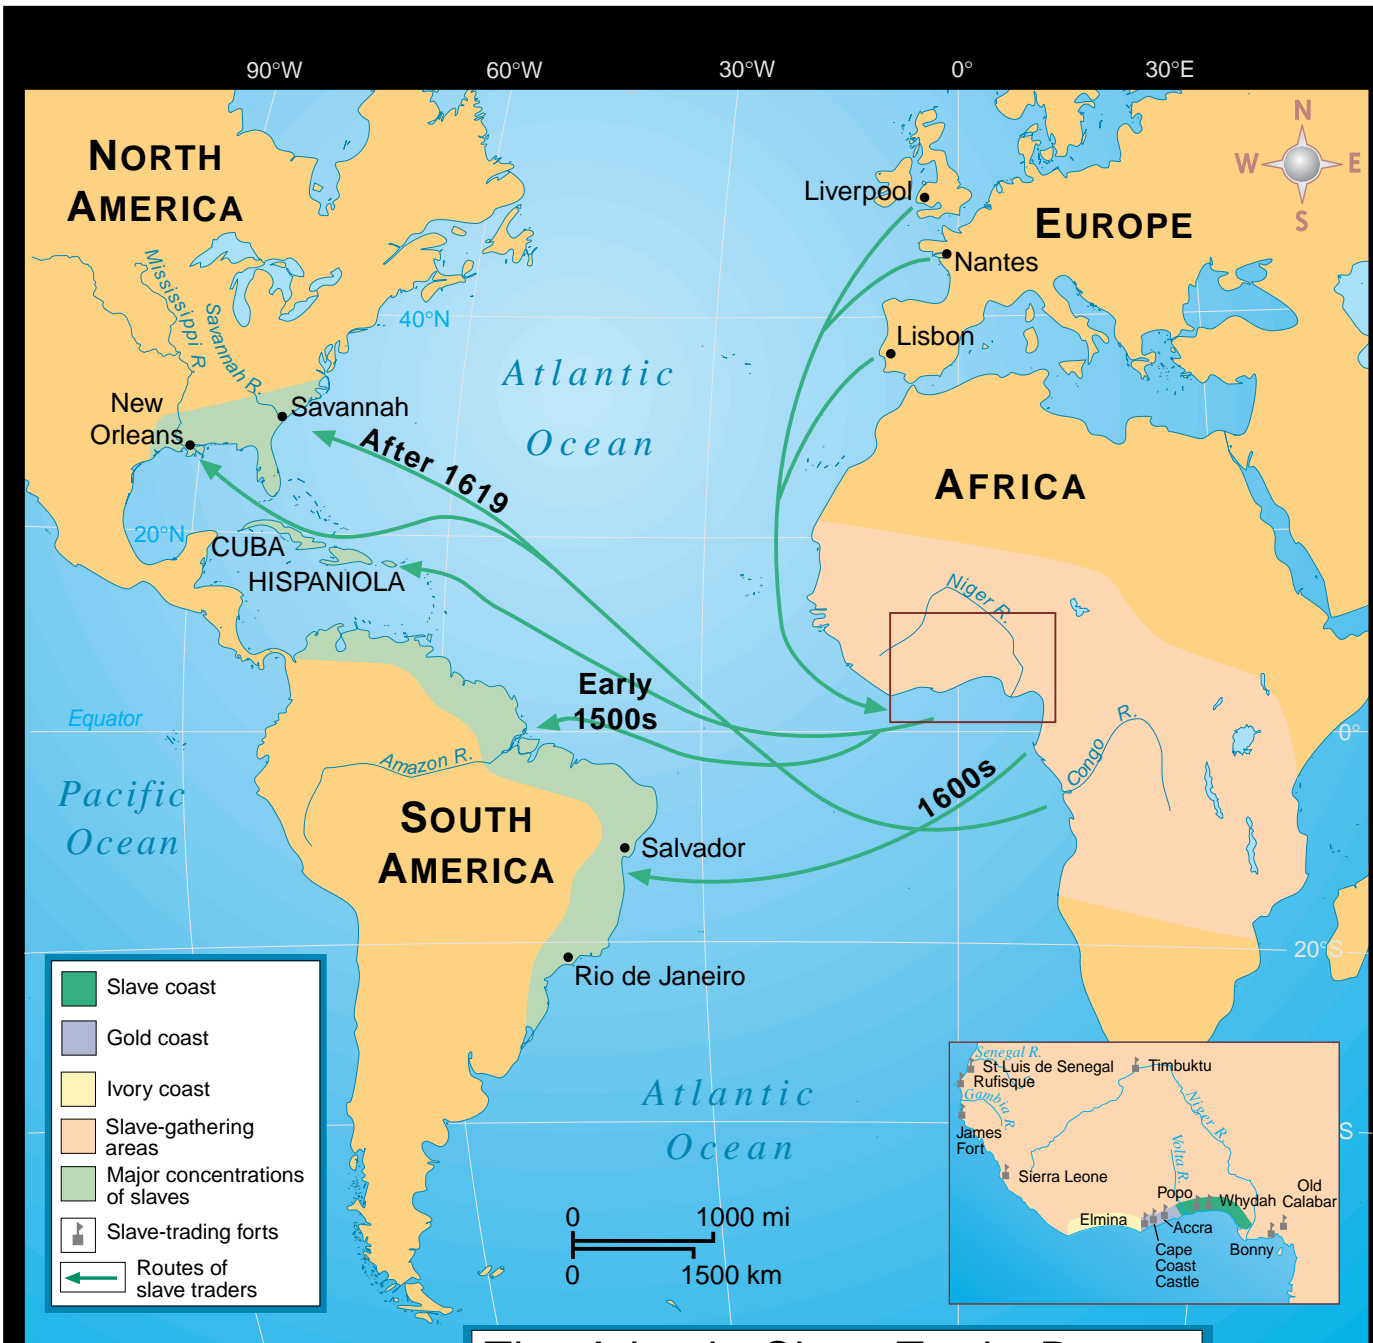 90°W
60°W
30°W
0°
30°E
NORTH
AMERICA
N
W
E
S
Liverpool
EUROPE
Nantes
Mississippi R.
Savannah R.
40°N
Lisbon
Atlantic
Ocean
New
Orleans
Savannah
After 1619
AFRICA
20°N
CUBA
HISPANIOLA
Niger R.
Early
1500s
Equator
0°
Amazon R.
Congo R.
Pacific
Ocean
1600s
SOUTH
AMERICA
Salvador
20°S
Rio de Janeiro
Slave coast
Gold coast
Ivory coast
Slave-gathering
areas
Major concentrations
of slaves
Slave-trading forts
Routes of
slave traders
Atlantic
Ocean
0
1000 mi
0
1500 km
Senegal R.
St Luis de Senegal
Timbuktu
Rufisque
Gambia R.
Niger R.
James
Fort
S
Volta R.
Sierra Leone
Popo
Whydah
Old
Calabar
Elmina
Accra
Cape
Coast
Castle
Bonny